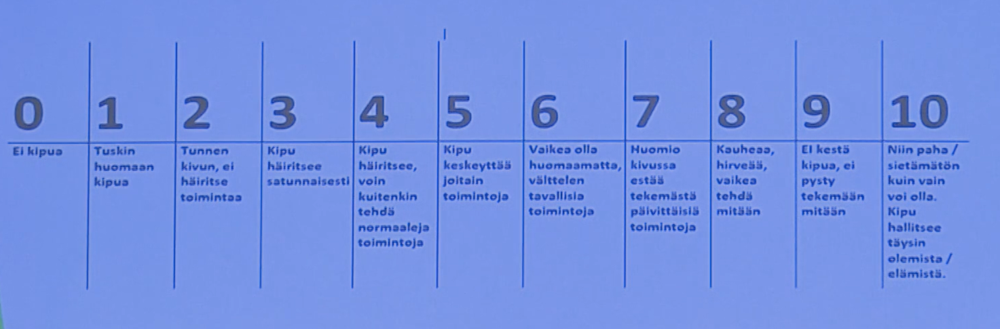 0
Ei kipua
1
Tuskin
huomaan
kipua
2
Tunnen
kivun, ei
häiritse
toimintaa
3
Kipu
häiritsee
satunnaisesti
4
Kipu
häiritsee,
voin
kuitenkin
tehdä
normaaleja
toimintoja
5
Kipu
keskeyttää
joitain
toimintoja
6
Vaikea olla
huomaamatta,
välttelen
tavallisia
toimintoja
7
Huomio
kivussa
estää
tekemästä
päivittäisiä
toimintoja
8
Kauheaa,
hirveää,
vaikea
tehdä
mitään
9
EI kestä
kipua, ei
pysty
tekemään
mitään
10
Niin paha /
sietämätön
kuin vain
voi olla.
Kipu
hallitsee
täysin
olemista /
elämistä.